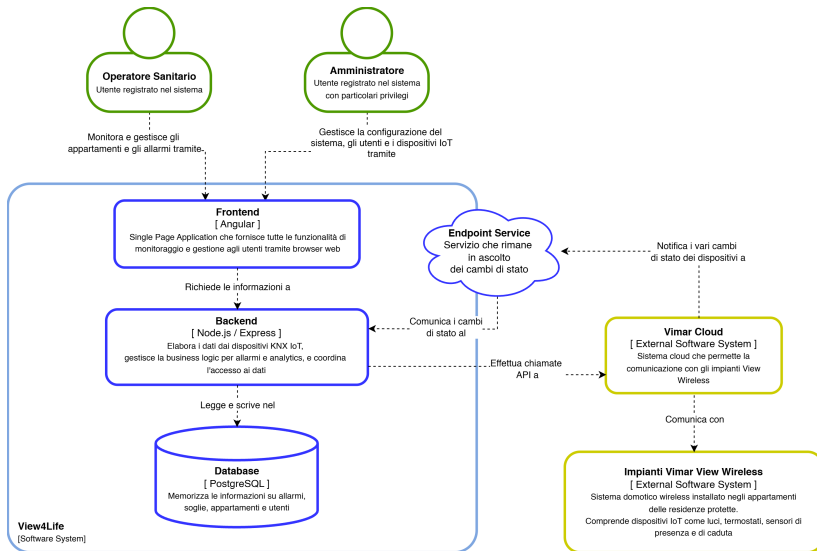 Operatore Sanitario
Utente registrato nel sistema
Amministratore
Utente registrato nel sistema
con particolari privilegi
Monitora e gestisce gli
appartamenti e gli allarmi tramite
Gestisce la configurazione del
sistema, gli utenti e i dispositivi IoT
tramite
Frontend
[ Angular ]
Single Page Application che fornisce tutte le funzionalità di
monitoraggio e gestione agli utenti tramite browser web
Endpoint Service
Servizio che rimane
in ascolto
dei cambi di stato
Notifica i vari cambi
di stato dei dispositivi a
Richiede le informazioni a
Backend
[ Node.js / Express ]
Elabora i dati dai dispositivi KNX IoT,
gestisce la business logic per allarmi e analytics, e coordina
l'accesso ai dati
Comunica i cambi
di stato al
Vimar Cloud
[ External Software System ]
Sistema cloud che permette la
comunicazione con gli impianti View
Wireless
Effettua chiamate
API a
Legge e scrive nel
Comunica con
Database
[ PostgreSQL ]
Memorizza le informazioni su allarmi,
soglie, appartamenti e utenti
Impianti Vimar View Wireless
[ External Software System ]
Sistema domotico wireless installato negli appartamenti
delle residenze protette.
Comprende dispositivi IoT come luci, termostati, sensori di
presenza e di caduta
View4Life
[Software System]